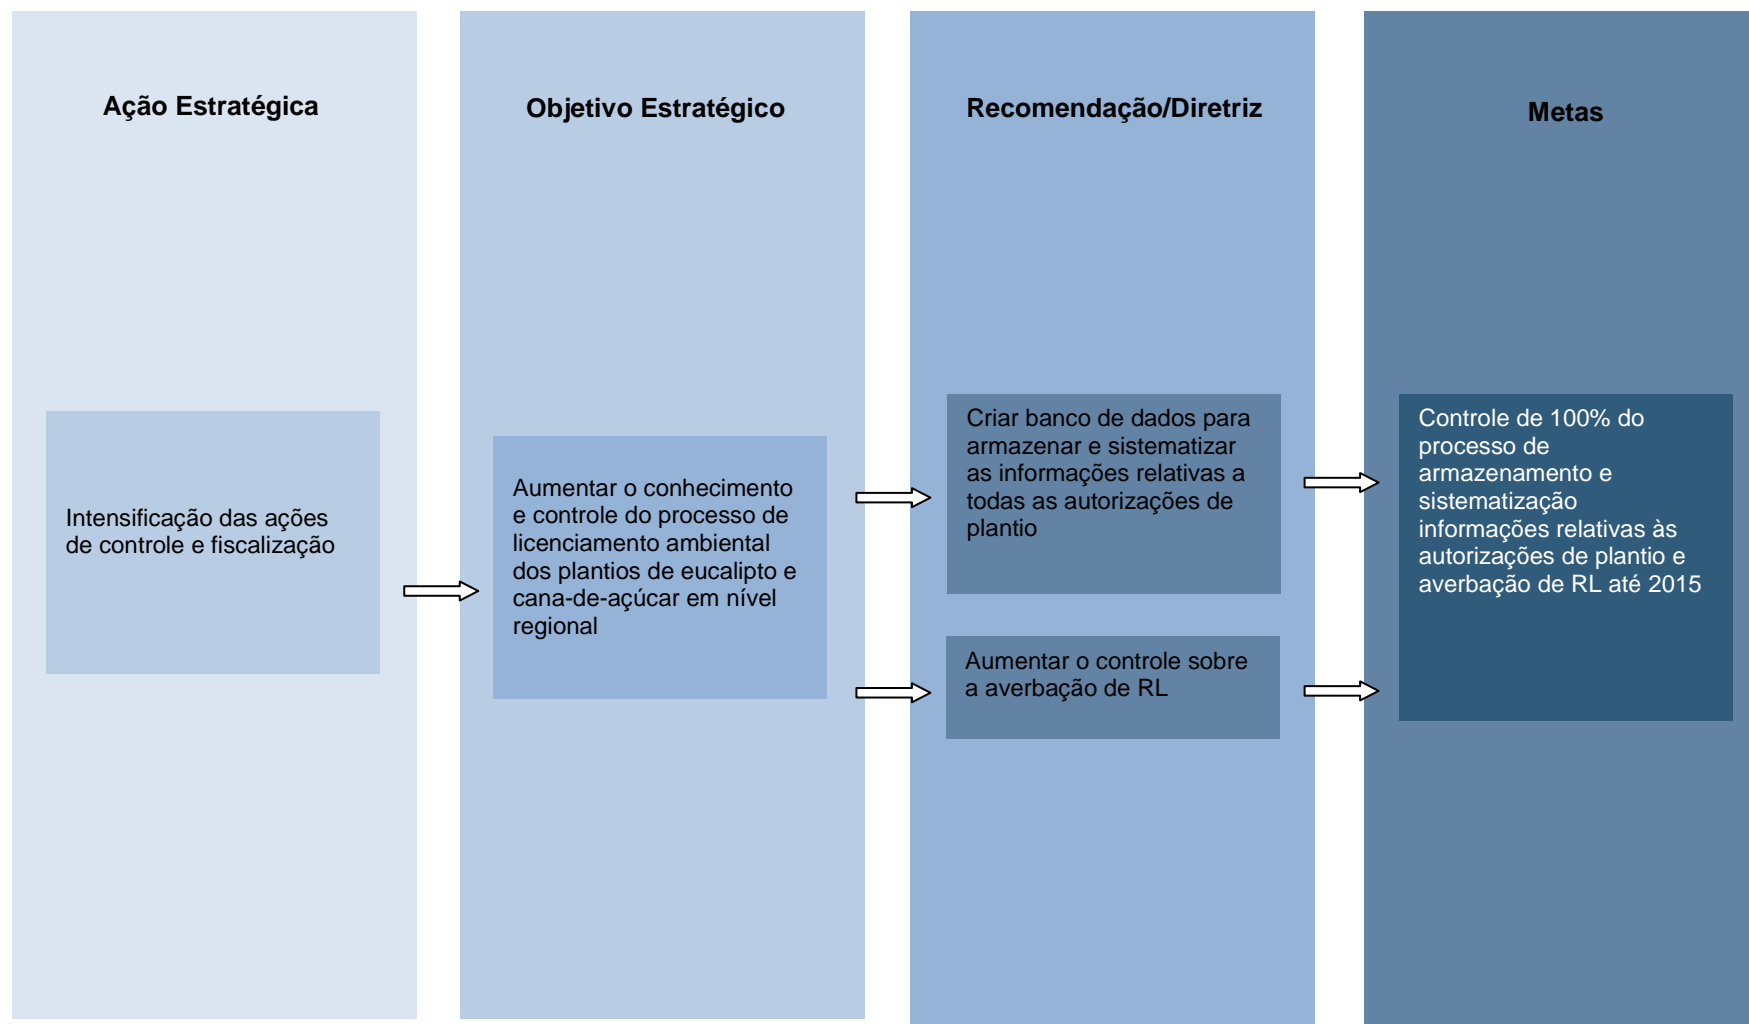 Ação Estratégica
Objetivo Estratégico
Recomendação/Diretriz
Metas
Intensificação das ações
de controle e fiscalização
Aumentar o conhecimento
e controle do processo de
licenciamento ambiental
dos plantios de eucalipto e
cana-de-açúcar em nível
regional
Criar banco de dados para
armazenar e sistematizar
as informações relativas a
todas as autorizações de
plantio
Aumentar o controle sobre
a averbação de RL
Controle de 100% do
processo de
armazenamento e
sistematização
informações relativas às
autorizações de plantio e
averbação de RL até 2015